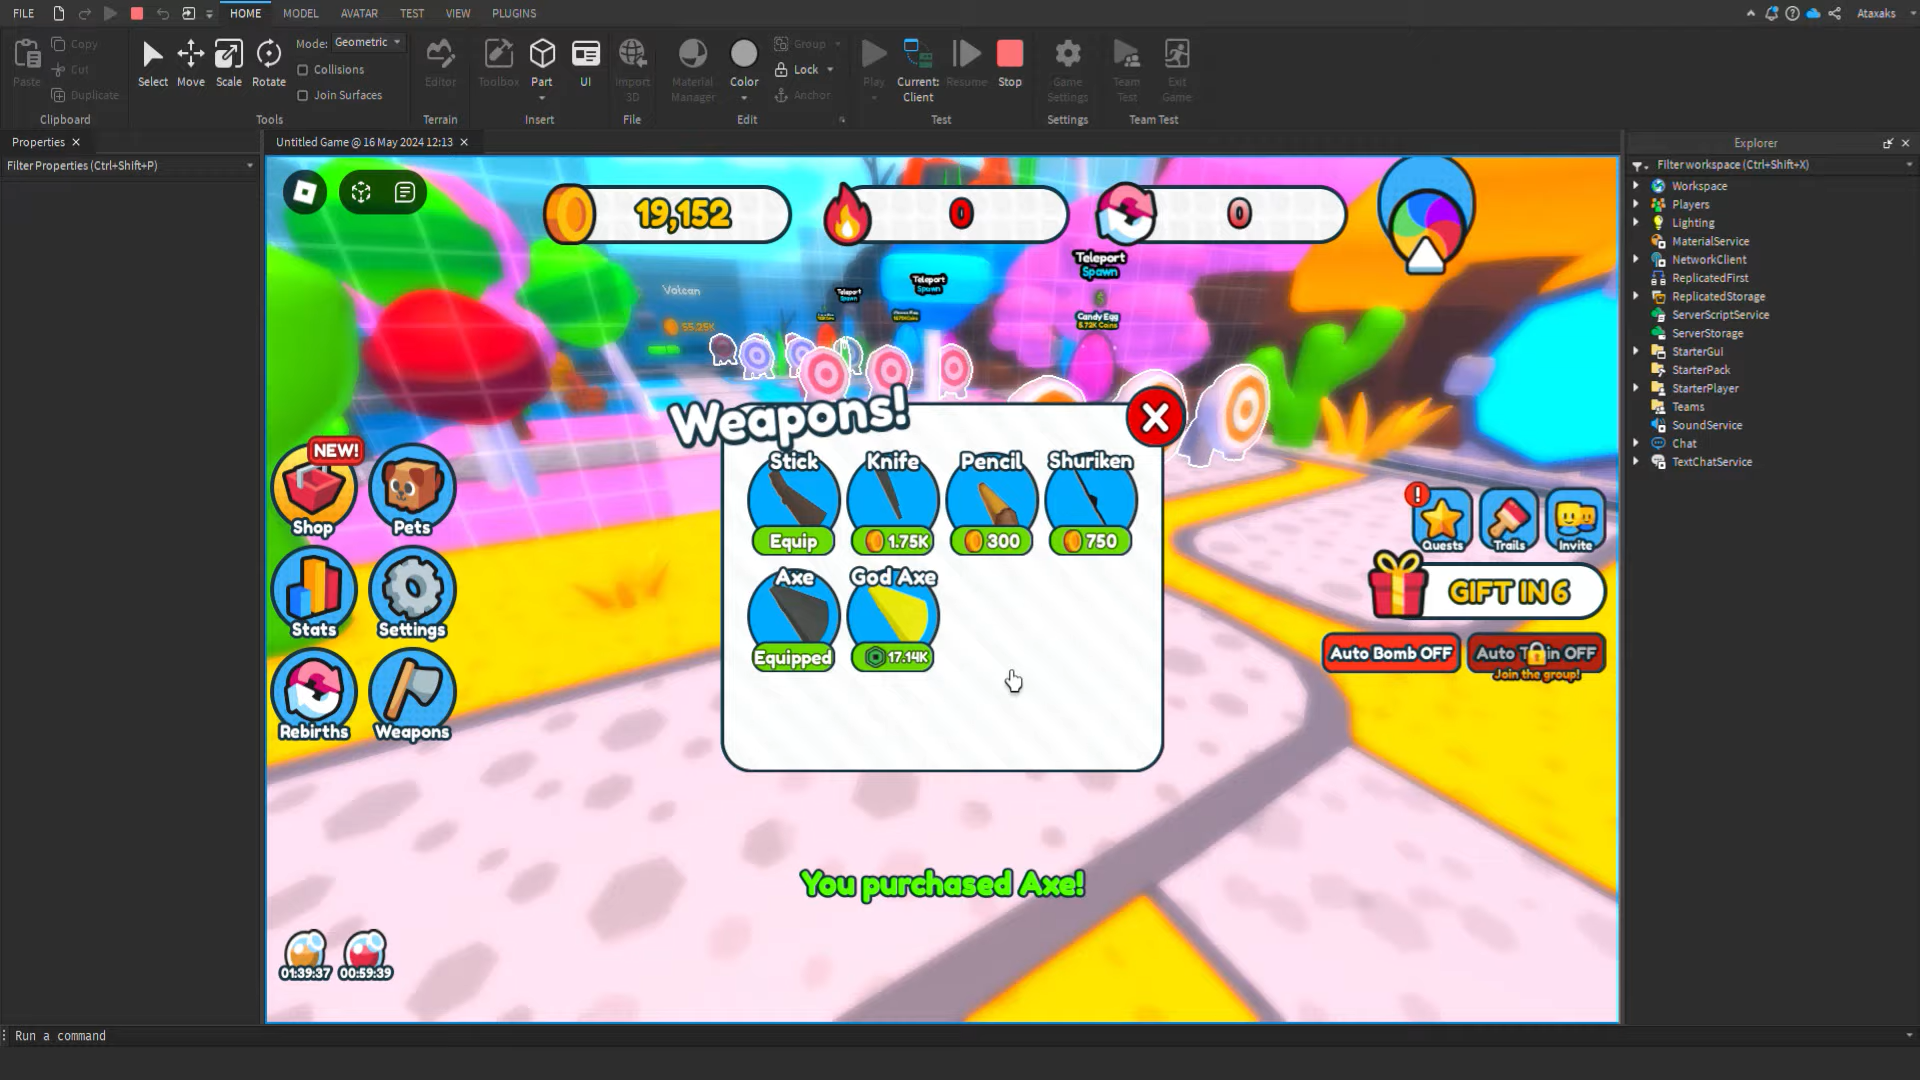 FILE HOME MODEL AVATAR TEST VIEW PLUGINS Ataxaks
Paste Copy Cut Duplicate Clipboard
Select Move Scale Rotate Mode: Geometric Collisions Join Surfaces Tools
Editor Terrain
Toolbox Part UI Insert
Import 3D File
Material Manager Color Group Lock Anchor Edit
Play Current: Client Resume Stop Test
Game Settings Settings
Team Test Exit Game Team Test
Properties
Untitled Game @ 16 May 2024 12:13
Explorer
Filter Properties (Ctrl+Shift+P)
Filter workspace (Ctrl+Shift+X)
Workspace
Players
Lighting
MaterialService
NetworkClient
ReplicatedFirst
ReplicatedStorage
ServerScriptService
ServerStorage
StarterGui
StarterPack
StarterPlayer
Teams
SoundService
Chat
TextChatService
19,152
0
0
Teleport
Spawn
Teleport
Spawn
Teleport
Spawn
Volcan
55.25K
Candy Egg
5.72K Coins
Weapons!
Stick Knife Pencil Shuriken
Equip 1.75K 300 750
Axe God Axe
Equipped 17.14K
NEW!
Shop Pets
Stats Settings
Rebirths Weapons
!
Quests Trails Invite
GIFT IN 6
Auto Bomb OFF
Join the group!
You purchased Axe!
01:39:37 00:59:39
Run a command